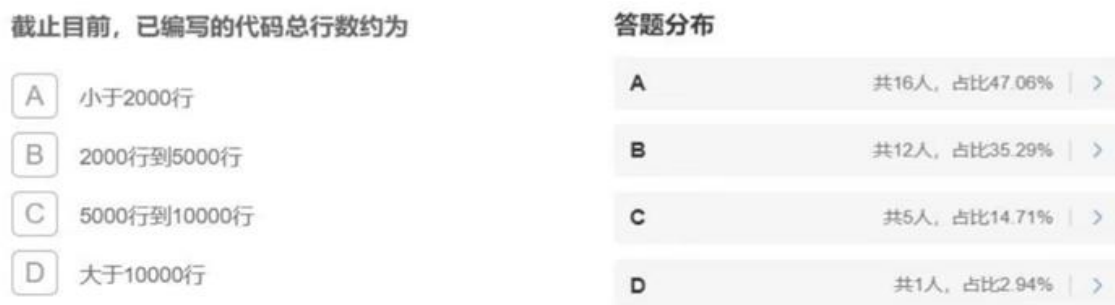 截止目前，已编写的代码总行数约为
A 小于2000行
B 2000行到5000行
C 5000行到10000行
D 大于10000行
答题分布
A 共16人，占比47.06%
B 共12人，占比35.29%
C 共5人，占比14.71%
D 共1人，占比2.94%